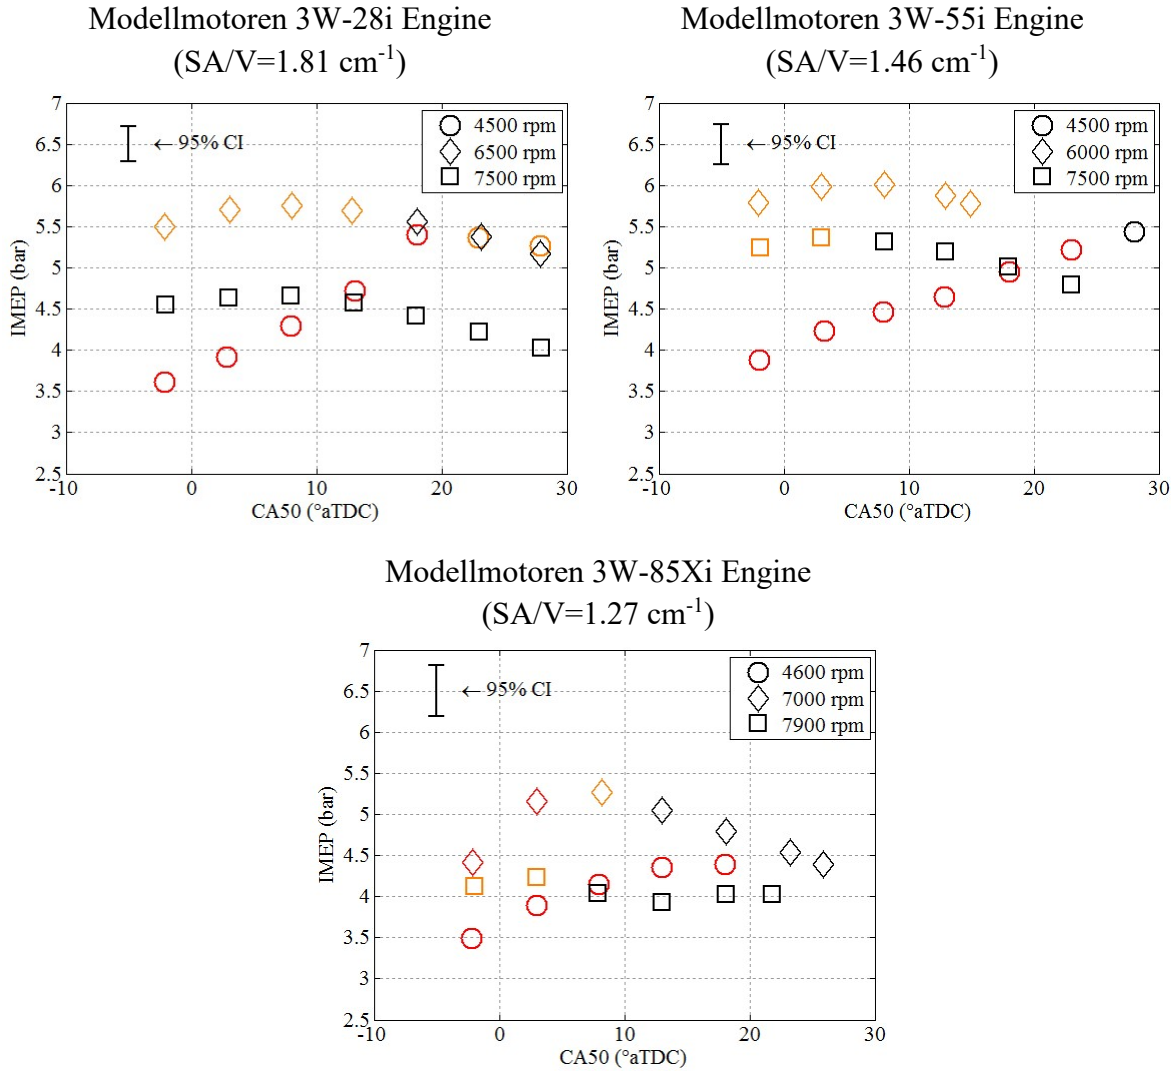 Modellmotoren 3W-28i Engine
(SA/V=1.81 cm-1)
7
6.5
6
5.5
5
4.5
4
3.5
3
2.5
IMEP (bar)
← 95% CI
4500 rpm
6500 rpm
7500 rpm
-10
0
10
20
30
CA50 (°aTDC)
Modellmotoren 3W-55i Engine
(SA/V=1.46 cm-1)
7
6.5
6
5.5
5
4.5
4
3.5
3
2.5
IMEP (bar)
← 95% CI
4500 rpm
6000 rpm
7500 rpm
-10
0
10
20
30
CA50 (°aTDC)
Modellmotoren 3W-85Xi Engine
(SA/V=1.27 cm-1)
7
6.5
6
5.5
5
4.5
4
3.5
3
2.5
IMEP (bar)
← 95% CI
4600 rpm
7000 rpm
7900 rpm
-10
0
10
20
30
CA50 (°aTDC)